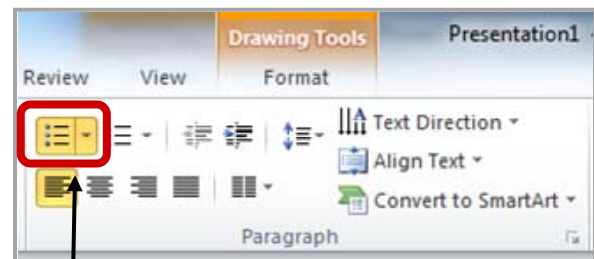 Drawing Tools Presentation1 -
Review View Format
Text Direction
Align Text
Convert to SmartArt
Paragraph